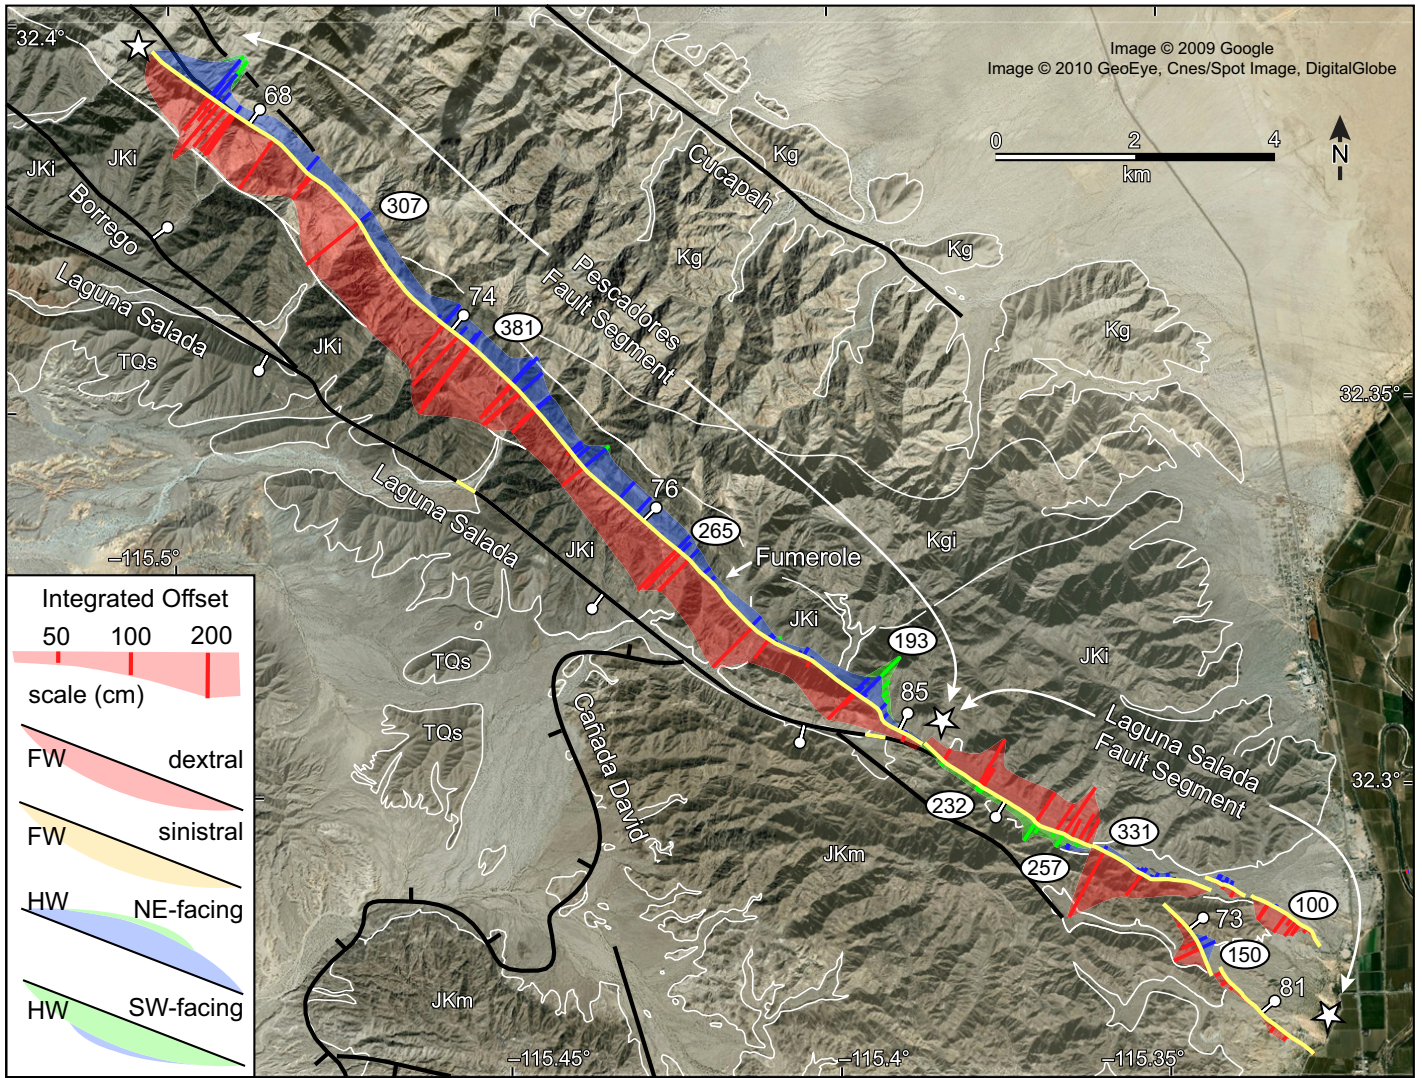 32.4°
Image © 2009 Google
Image © 2010 GeoEye, Cnes/Spot Image, DigitalGlobe
68
0 2 4
km
N
JKi
JKi
JKi
Kg
Cucapah
Borrego
307
Kg
Kg
Pescadores
Fault Segment
Laguna Salada
74
381
Kg
TQs
JKi
32.35°
Laguna Salada
76
265
Kgi
–115.5°
JKi
Fumerole
JKi
193
JKi
TQs
85
Cañada David
TQs
Laguna Salada
Fault Segment
32.3°
232
331
257
JKm
100
73
150
81
JKm
–115.45°
–115.4°
–115.35°
Integrated Offset
50 100 200
scale (cm)
FW dextral
FW sinistral
HW NE-facing
HW SW-facing